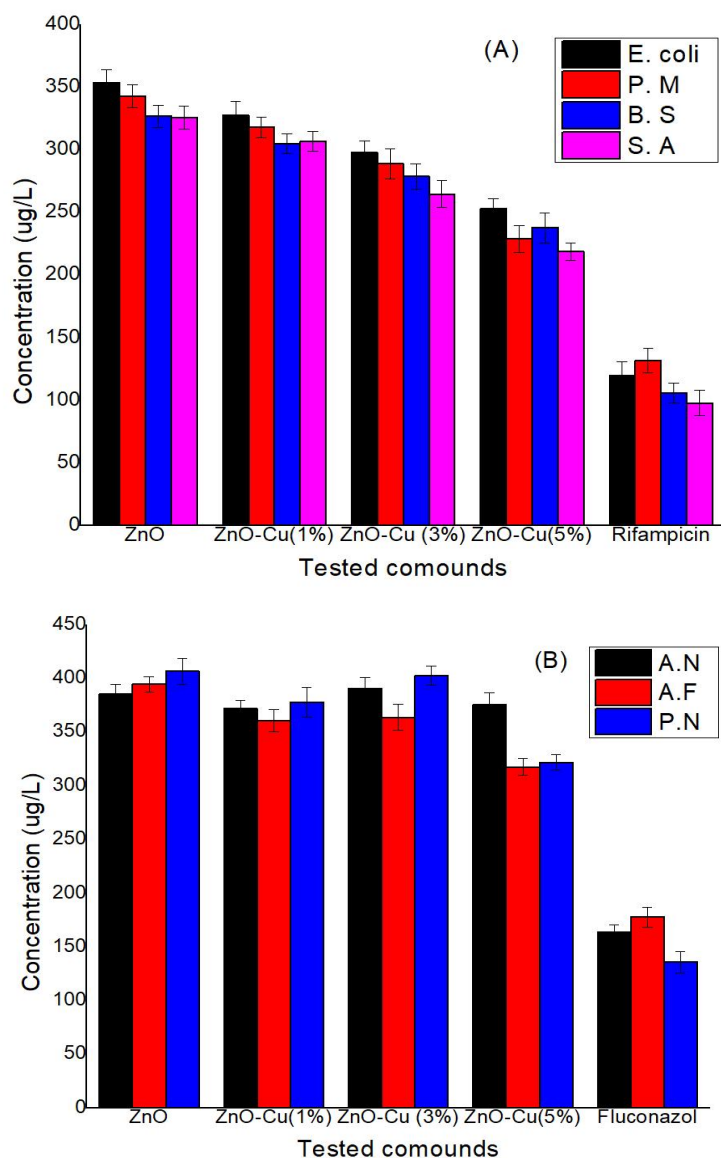 400
350
300
250
200
150
100
50
0
Concentration (ug/L)
(A)
E. coli
P. M
B. S
S. A
ZnO ZnO-Cu(1%) ZnO-Cu (3%) ZnO-Cu(5%) Rifampicin
Tested comounds
450
400
350
300
250
200
150
100
50
0
Concentration (ug/L)
(B)
A.N
A.F
P.N
ZnO ZnO-Cu(1%) ZnO-Cu (3%) ZnO-Cu(5%) Fluconazol
Tested comounds